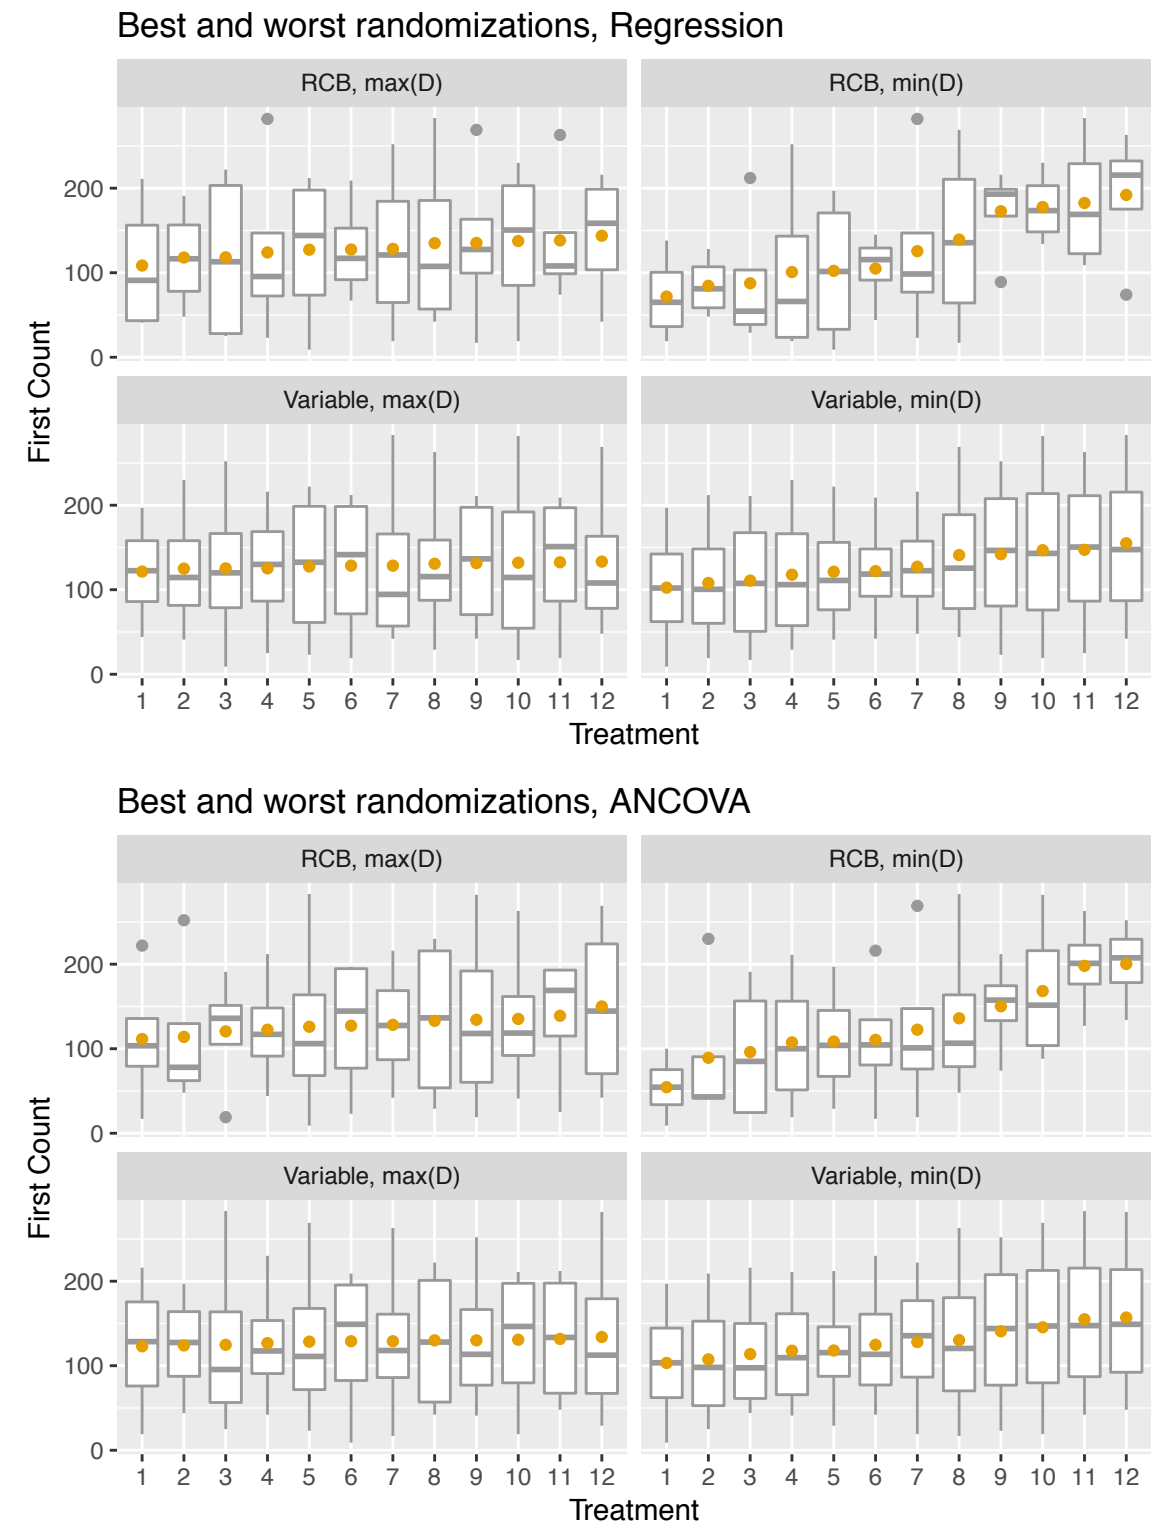 Best and worst randomizations, Regression
RCB, max(D)
RCB, min(D)
200
100
0
Variable, max(D)
Variable, min(D)
200
100
0
First Count
1 2 3 4 5 6 7 8 9 10 11 12
1 2 3 4 5 6 7 8 9 10 11 12
Treatment
Best and worst randomizations, ANCOVA
RCB, max(D)
RCB, min(D)
200
100
0
Variable, max(D)
Variable, min(D)
200
100
0
First Count
1 2 3 4 5 6 7 8 9 10 11 12
1 2 3 4 5 6 7 8 9 10 11 12
Treatment